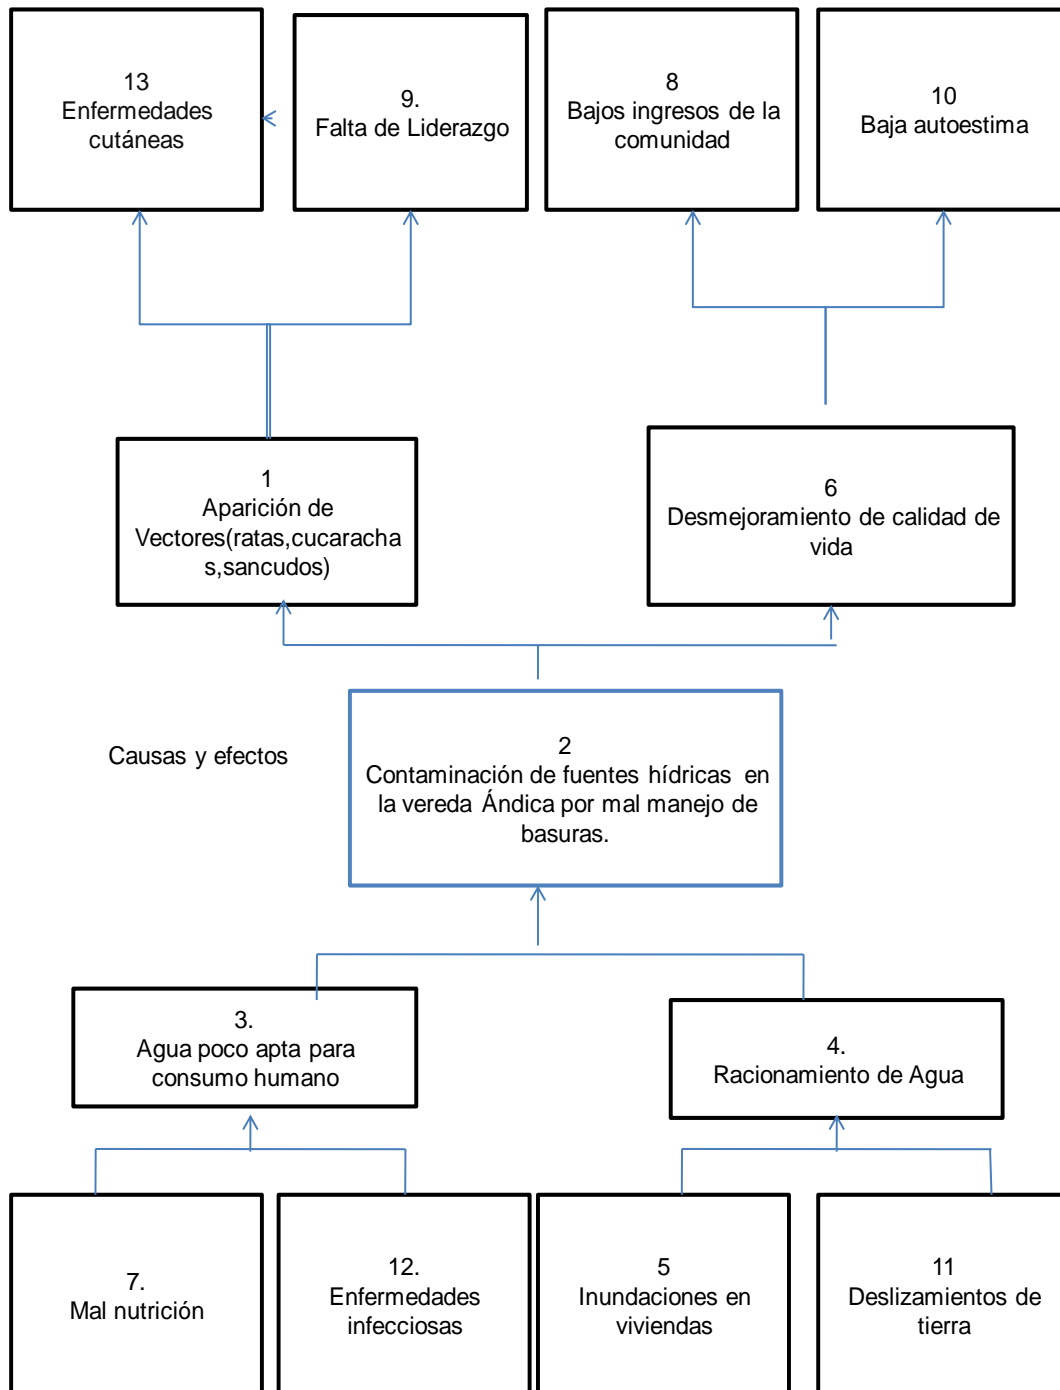 13
Enfermedades
cutáneas
9.
Falta de Liderazgo
8
Bajos ingresos de la
comunidad
10
Baja autoestima
1
Aparición de
Vectores(ratas,cucaracha
s,sancudos)
6
Desmejoramiento de calidad de
vida
Causas y efectos
2
Contaminación de fuentes hídricas en
la vereda Ándica por mal manejo de
basuras.
3.
Agua poco apta para
consumo humano
4.
Racionamiento de Agua
7.
Mal nutrición
12.
Enfermedades
infecciosas
5
Inundaciones en
viviendas
11
Deslizamientos de
tierra